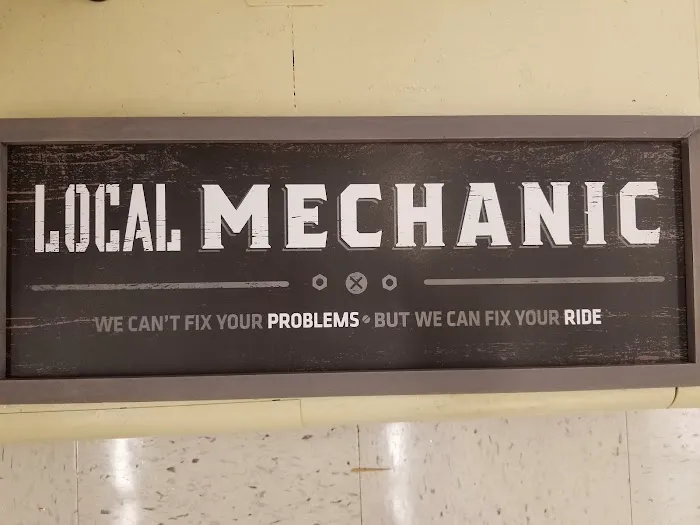 LOCAL MECHANIC
WE CAN'T FIX YOUR PROBLEMS • BUT WE CAN FIX YOUR RIDE